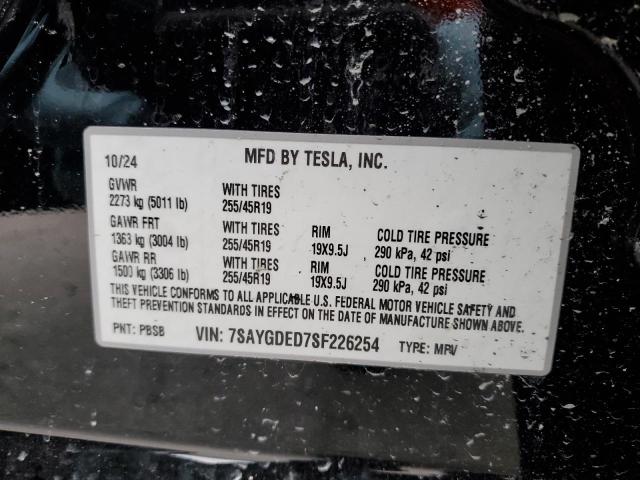 10/24 MFD BY TESLA, INC.
GVWR WITH TIRES
2273 kg (5011 lb) 255/45R19
GAWR FRT WITH TIRES RIM COLD TIRE PRESSURE
1363 kg (3004 lb) 255/45R19 19X9.5J 290 kPa, 42 psi
GAWR RR WITH TIRES RIM COLD TIRE PRESSURE
1500 kg (3306 lb) 255/45R19 19X9.5J 290 kPa, 42 psi
THIS VEHICLE CONFORMS TO ALL APPLICABLE U.S. FEDERAL MOTOR VEHICLE SAFETY AND
THEFT PREVENTION STANDARDS IN EFFECT ON THE DATE OF MANUFACTURE SHOWN ABOVE.
PNT: PBSB VIN: 7SAYGDED7SF226254 TYPE: MPV